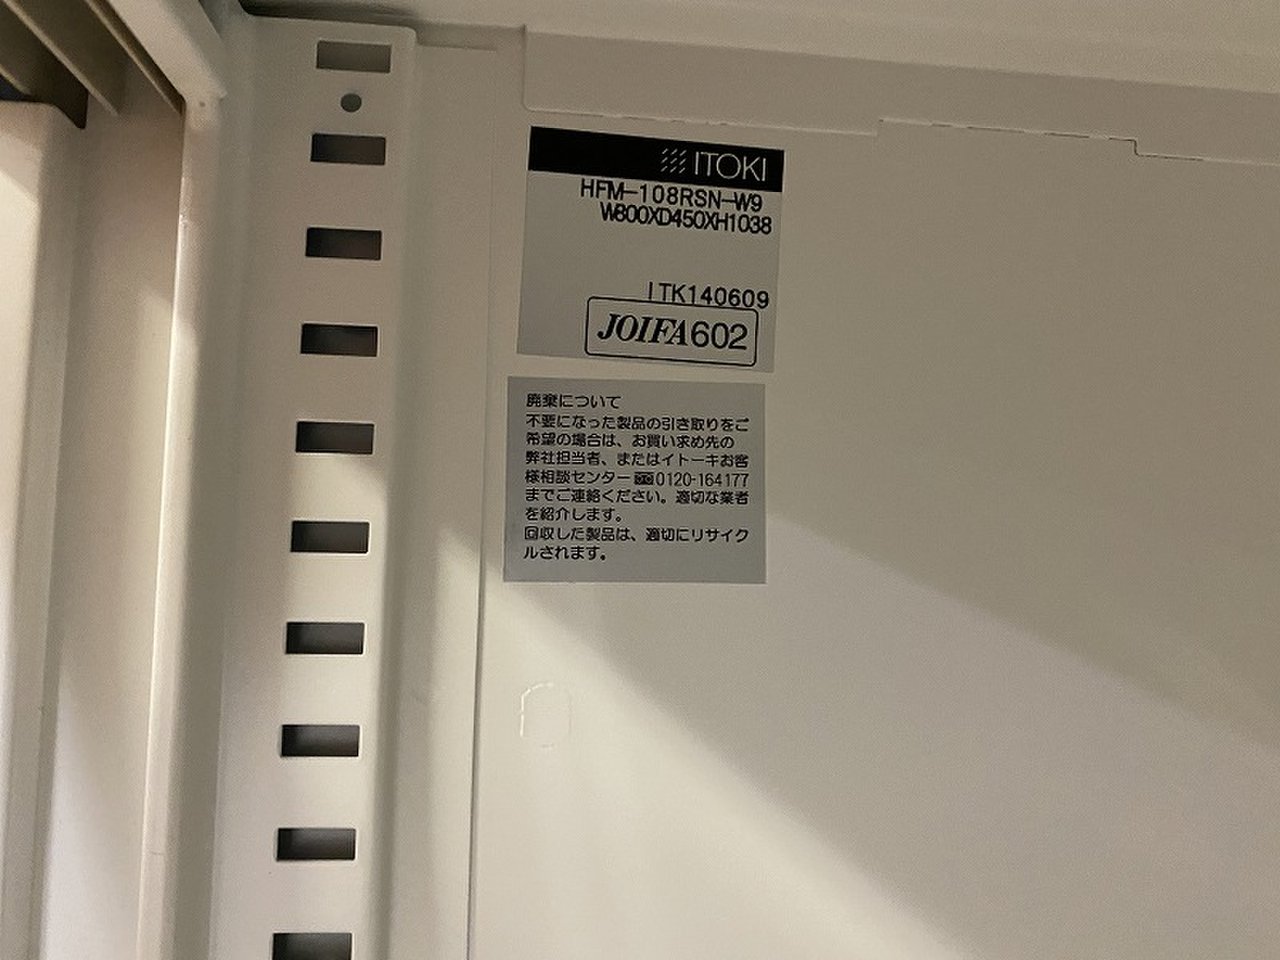 ITOKI
HFM-108RSN-W9
W800XD450XH1038
ITK140609
JOIFA602
廃棄について
不要になった製品の引き取りをご
希望の場合は、お買い求め先の
弊社担当者、またはイトーキお客
様相談センター 0120-164177
までご連絡ください。適切な業者
を紹介します。
回収した製品は、適切にリサイク
ルされます。